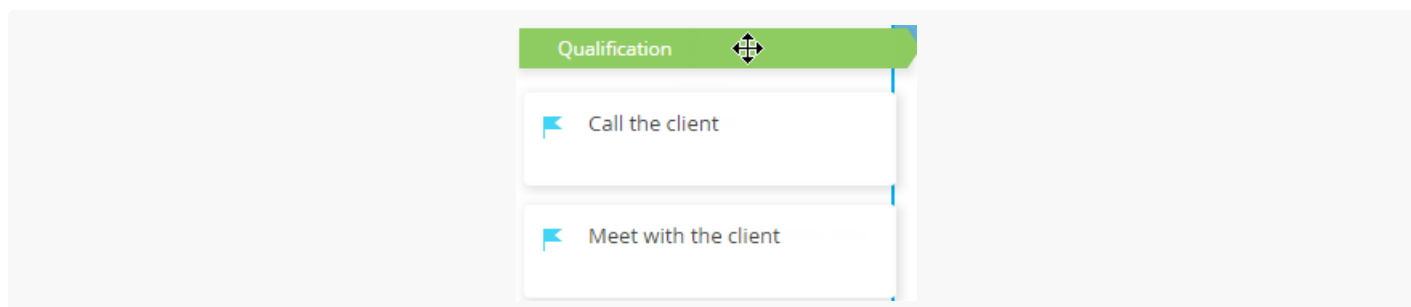 Qualification
Call the client
Meet with the client